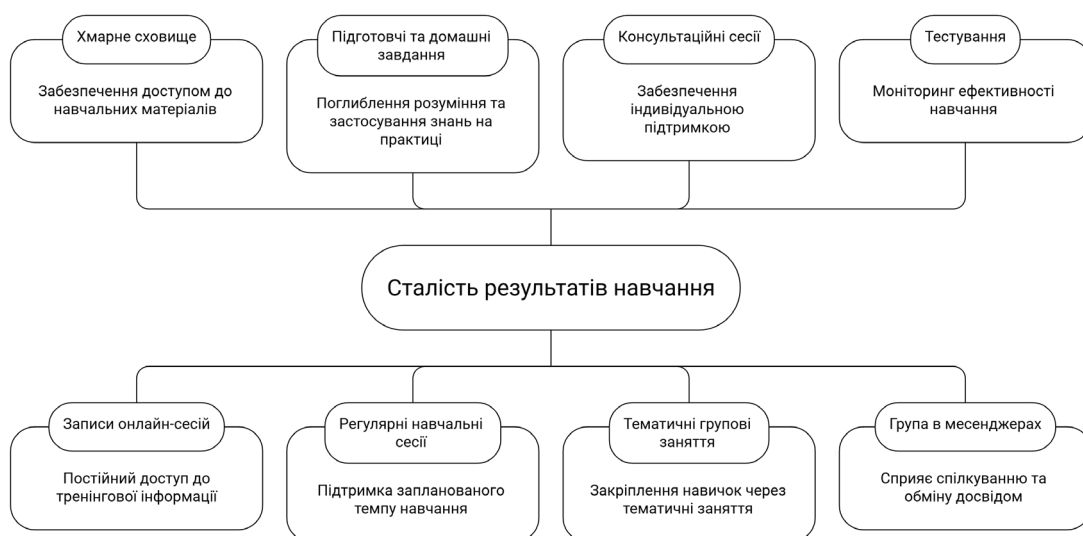 Хмарне сховище
Забезпечення доступом до
навчальних матеріалів
Підготовчі та домашні
завдання
Поглиблення розуміння та
застосування знань на
практиці
Консультаційні сесії
Забезпечення
індивідуальною
підтримкою
Тестування
Моніторинг ефективності
навчання
Сталість результатів навчання
Записи онлайн-сесій
Постійний доступ до
тренінгової інформації
Регулярні навчальні
сесії
Підтримка запланованого
темпу навчання
Тематичні групові
заняття
Закріплення навичок через
тематичні заняття
Група в месенджерах
Сприяє спілкуванню та
обміну досвідом